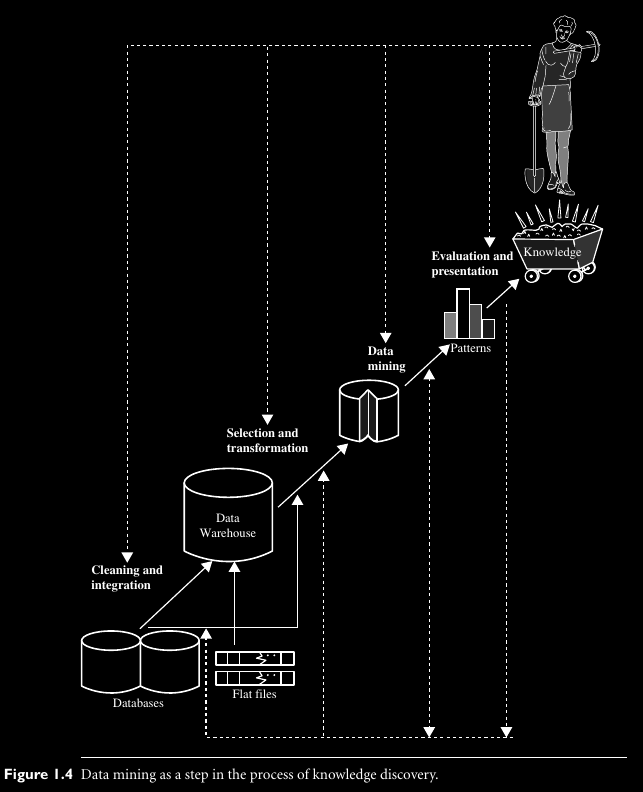 Knowledge
Evaluation and
presentation
Patterns
Data
mining
Selection and
transformation
Data
Warehouse
Cleaning and
integration
Databases
Flat files
Figure 1.4 Data mining as a step in the process of knowledge discovery.